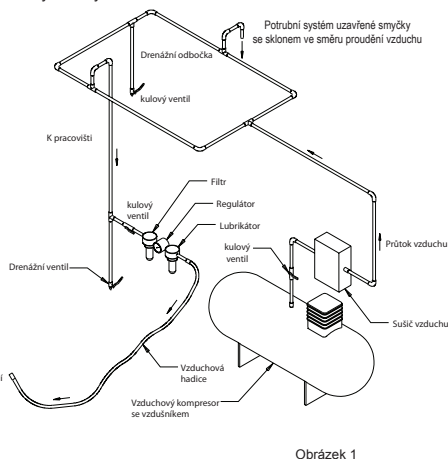 Potrubní systém uzavřené smyčky
se sklonem ve směru proudění vzduchu
Drenážní odbočka
kulový ventil
K pracovišti
Filtr
kulový
ventil
Regulátor
Lubrikátor
kulový
ventil
Průtok vzduchu
Drenážní ventil
Sušič vzduchu
Vzduchová
hadice
Vzduchový kompresor
se vzdušníkem
Obrázek 1